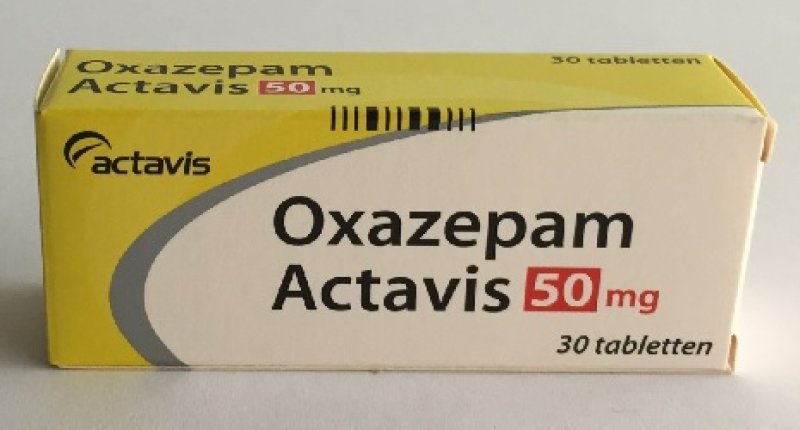 Oxazepam
Actavis 50 mg
30 tabletten
actavis
Oxazepam
Actavis 50 mg
30 tabletten